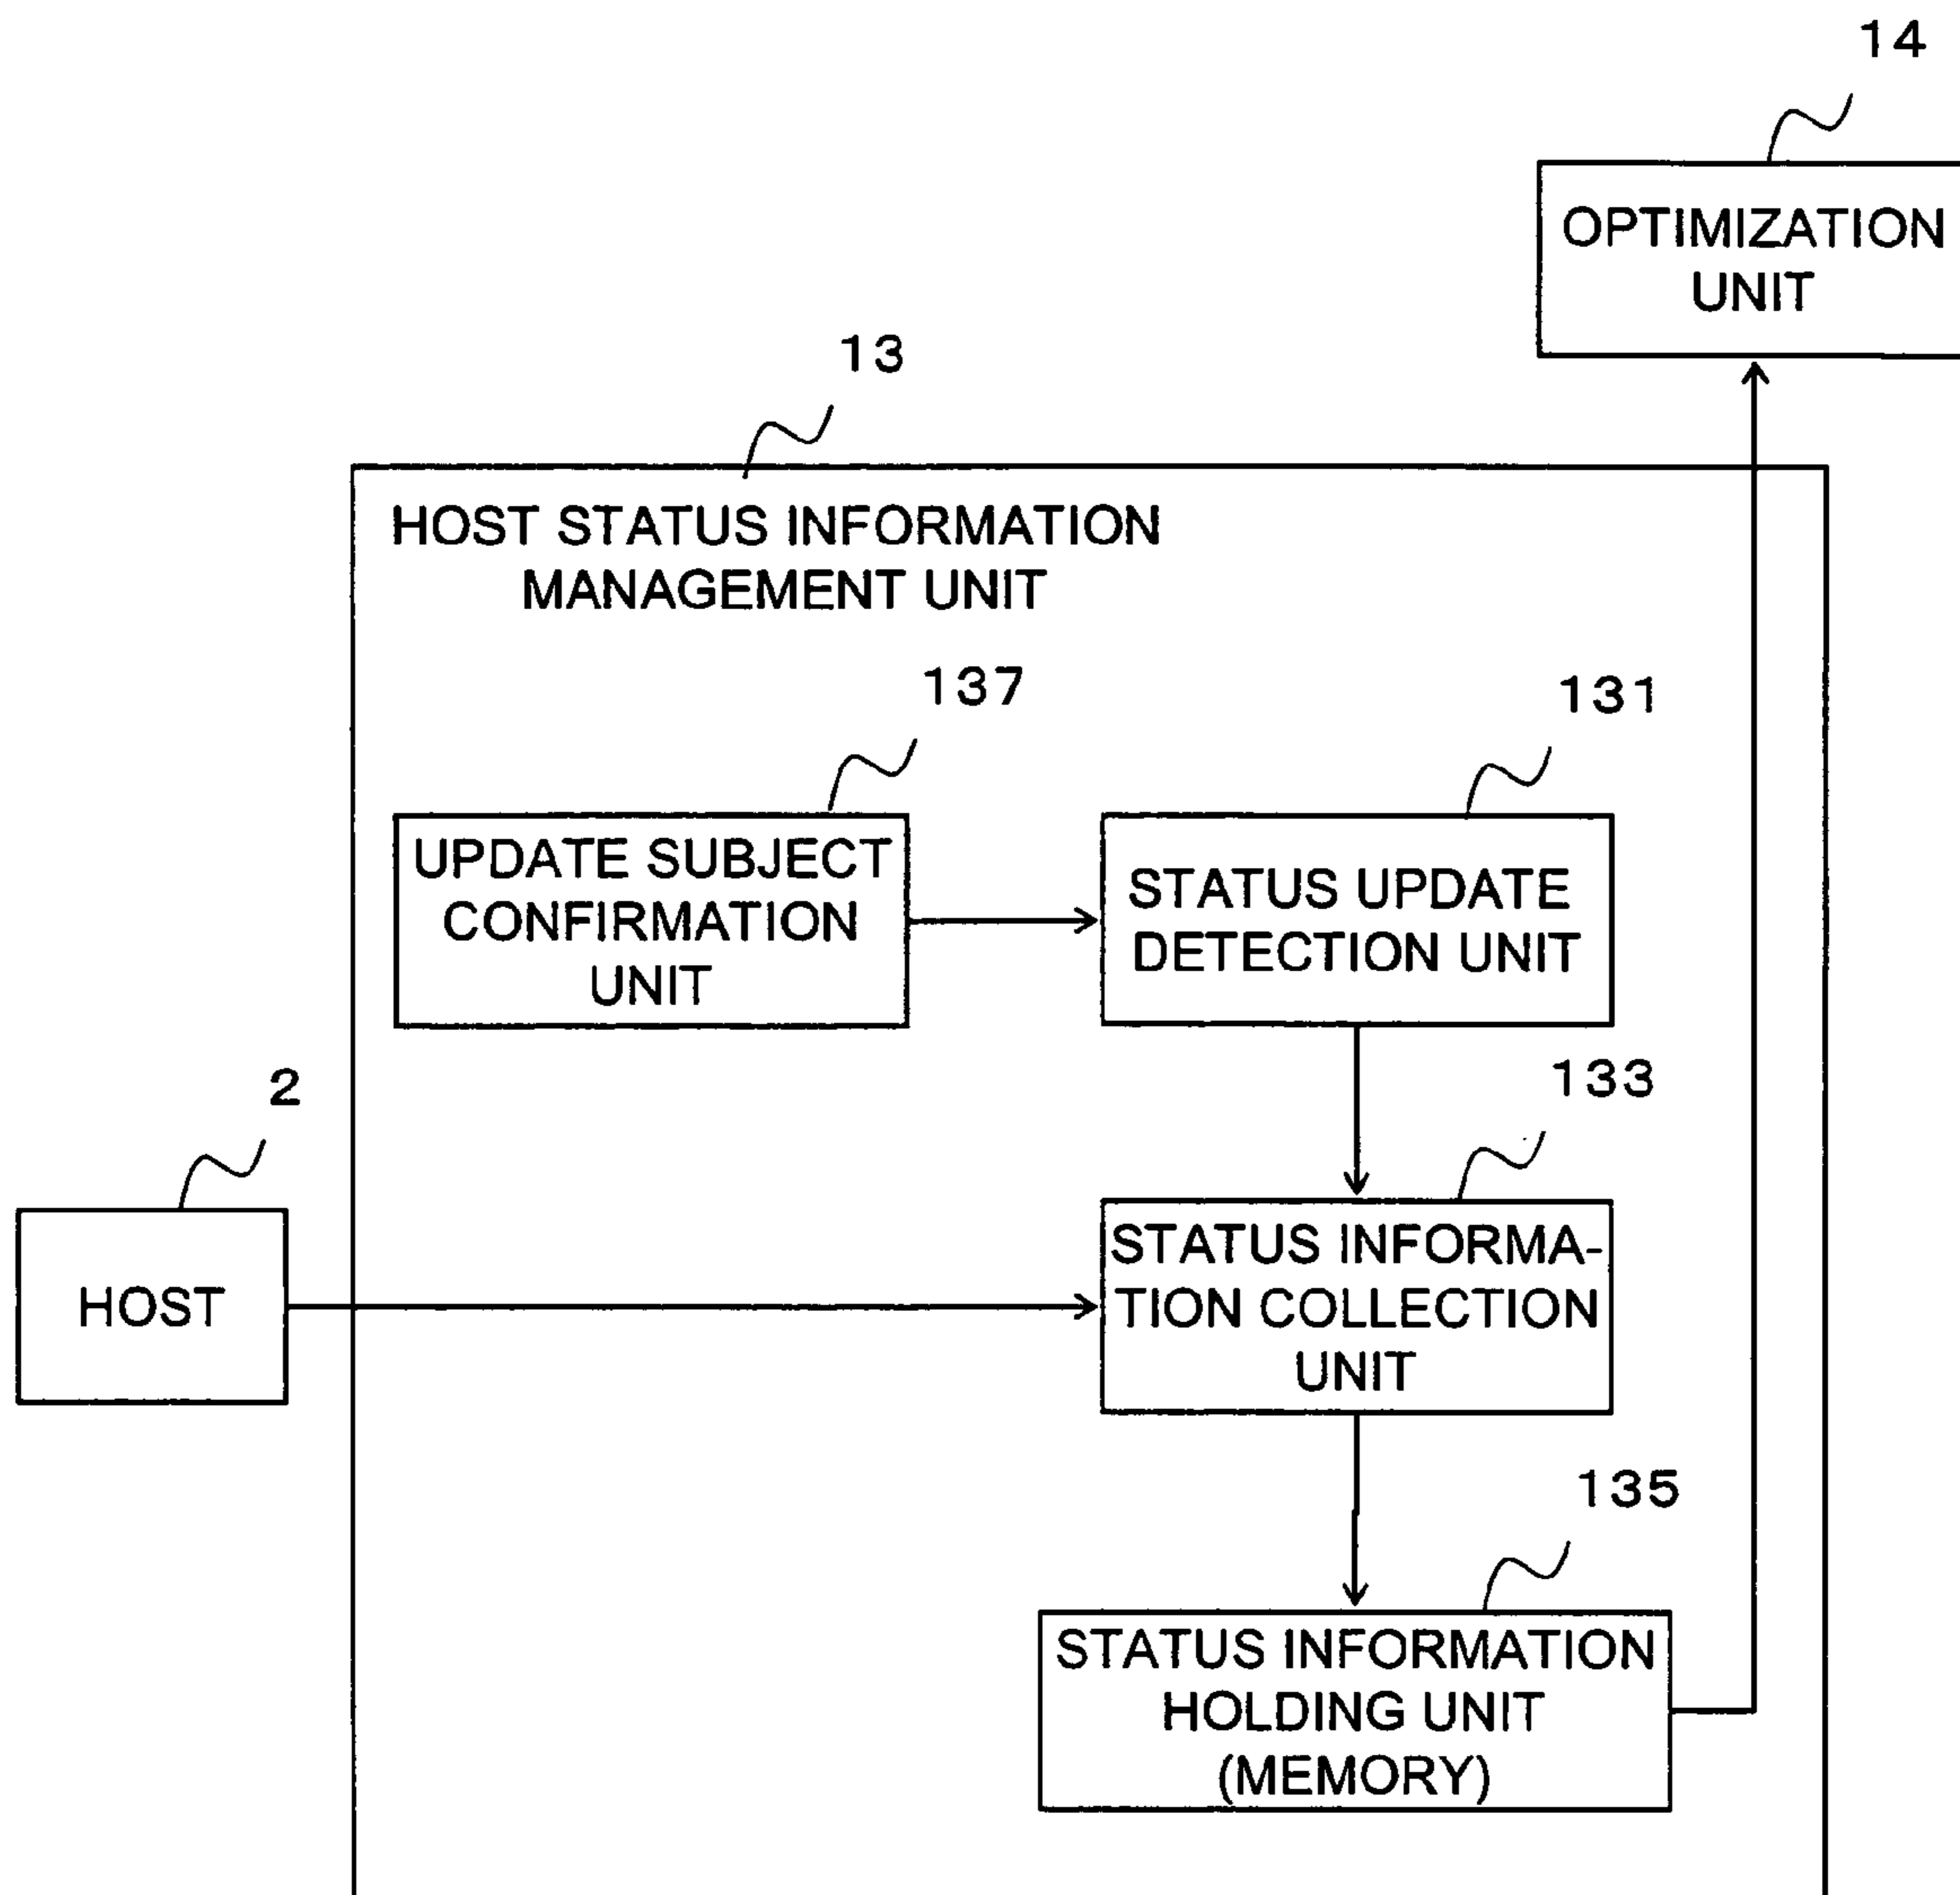 14
OPTIMIZATION
UNIT
13
HOST STATUS INFORMATION
MANAGEMENT UNIT
137
131
UPDATE SUBJECT
CONFIRMATION
UNIT
STATUS UPDATE
DETECTION UNIT
2
133
HOST
STATUS INFORMA-
TION COLLECTION
UNIT
135
STATUS INFORMATION
HOLDING UNIT
(MEMORY)